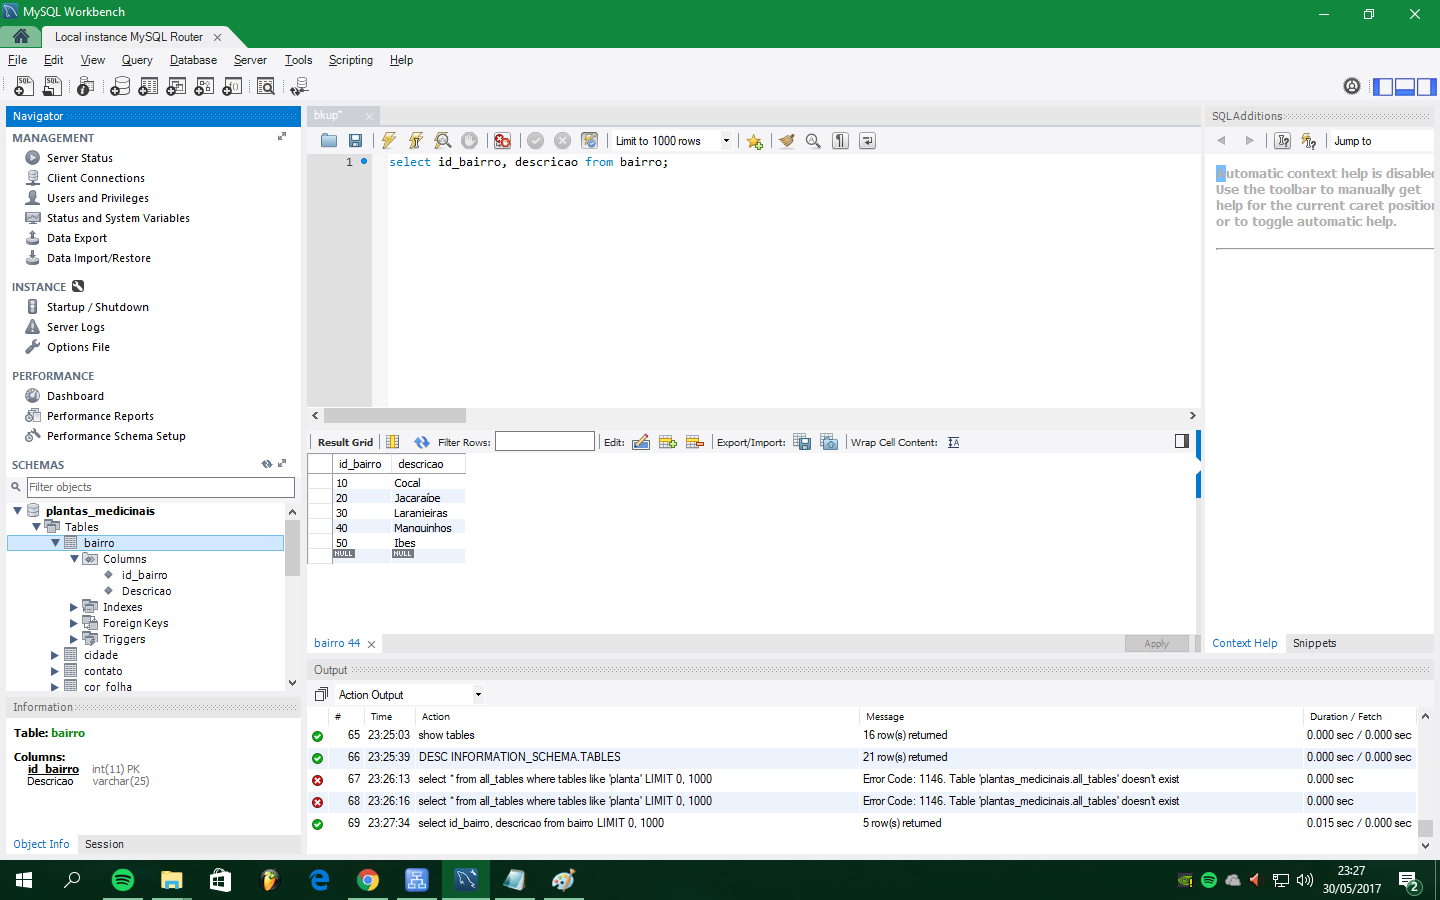 MySQL Workbench
Local instance MySQL Router
File Edit View Query Database Server Tools Scripting Help
Navigator
MANAGEMENT
Server Status
Client Connections
Users and Privileges
Status and System Variables
Data Export
Data Import/Restore
INSTANCE
Startup / Shutdown
Server Logs
Options File
PERFORMANCE
Dashboard
Performance Reports
Performance Schema Setup
SCHEMAS
Filter objects
plantas_medicinais
Tables
bairro
Columns
id_bairro
Descricao
Indexes
Foreign Keys
Triggers
cidade
contato
cor_folha
Information
Table: bairro
Columns:
id_bairro int(11) PK
Descricao varchar(25)
Object Info Session
bkup*
Limit to 1000 rows
1 select id_bairro, descricao from bairro;
Result Grid Filter Rows: Edit: Export/Import: Wrap Cell Content:
id_bairro descricao
10 Cocal
20 Jacaraípe
30 Laranjeiras
40 Manguinhos
50 Ibes
NULL NULL
bairro 44
Apply
SQLAdditions
Jump to
Automatic context help is disabled
Use the toolbar to manually get
help for the current caret position
or to toggle automatic help.
Context Help Snippets
Output
Action Output
# Time Action Message Duration / Fetch
65 23:25:03 show tables 16 row(s) returned 0.000 sec / 0.000 sec
66 23:25:39 DESC INFORMATION_SCHEMA.TABLES 21 row(s) returned 0.000 sec / 0.000 sec
67 23:26:13 select * from all_tables where tables like 'planta' LIMIT 0, 1000 Error Code: 1146. Table 'plantas_medicinais.all_tables' doesn't exist 0.000 sec
68 23:26:16 select * from all_tables where tables like 'planta' LIMIT 0, 1000 Error Code: 1146. Table 'plantas_medicinais.all_tables' doesn't exist 0.000 sec
69 23:27:34 select id_bairro, descricao from bairro LIMIT 0, 1000 5 row(s) returned 0.015 sec / 0.000 sec
23:27
30/05/2017
2